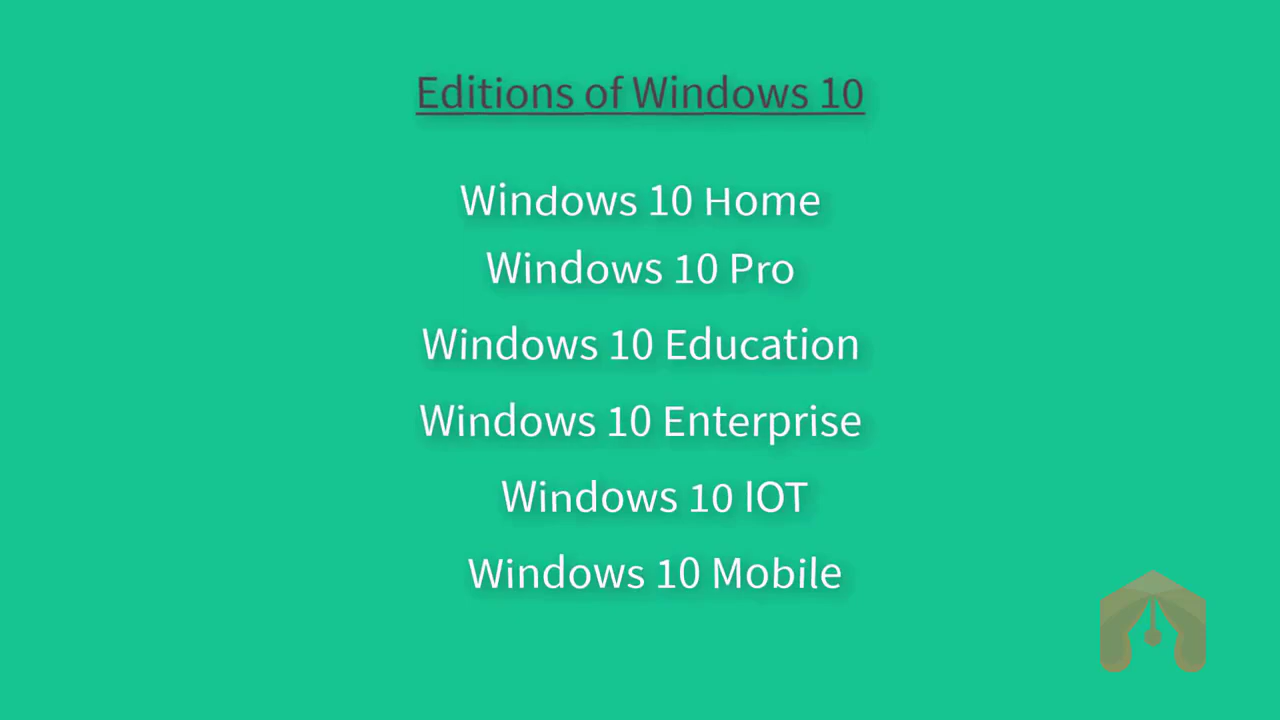 Editions of Windows 10
Windows 10 Home
Windows 10 Pro
Windows 10 Education
Windows 10 Enterprise
Windows 10 IOT
Windows 10 Mobile